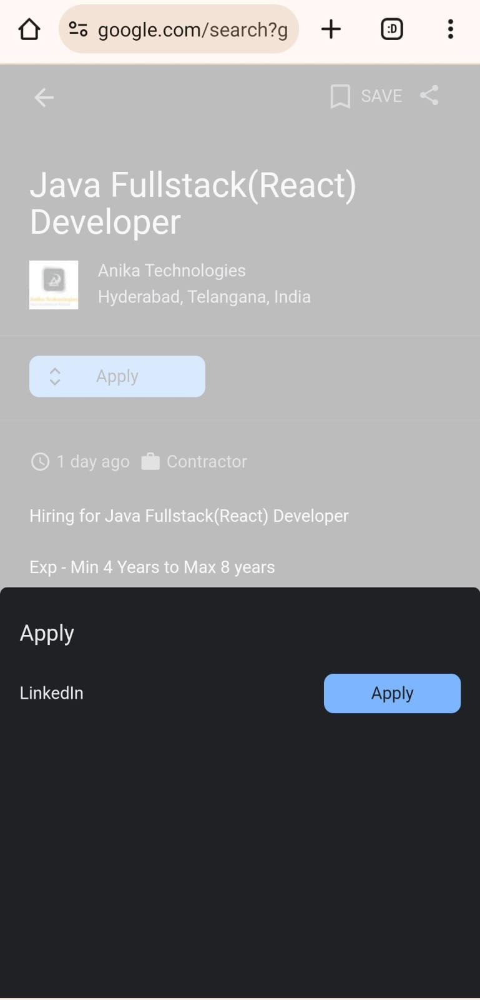 google.com/search?g
:D
SAVE
Java Fullstack(React)
Developer
Anika Technologies
Hyderabad, Telangana, India
Apply
1 day ago Contractor
Hiring for Java Fullstack(React) Developer
Exp - Min 4 Years to Max 8 years
Apply
LinkedIn
Apply